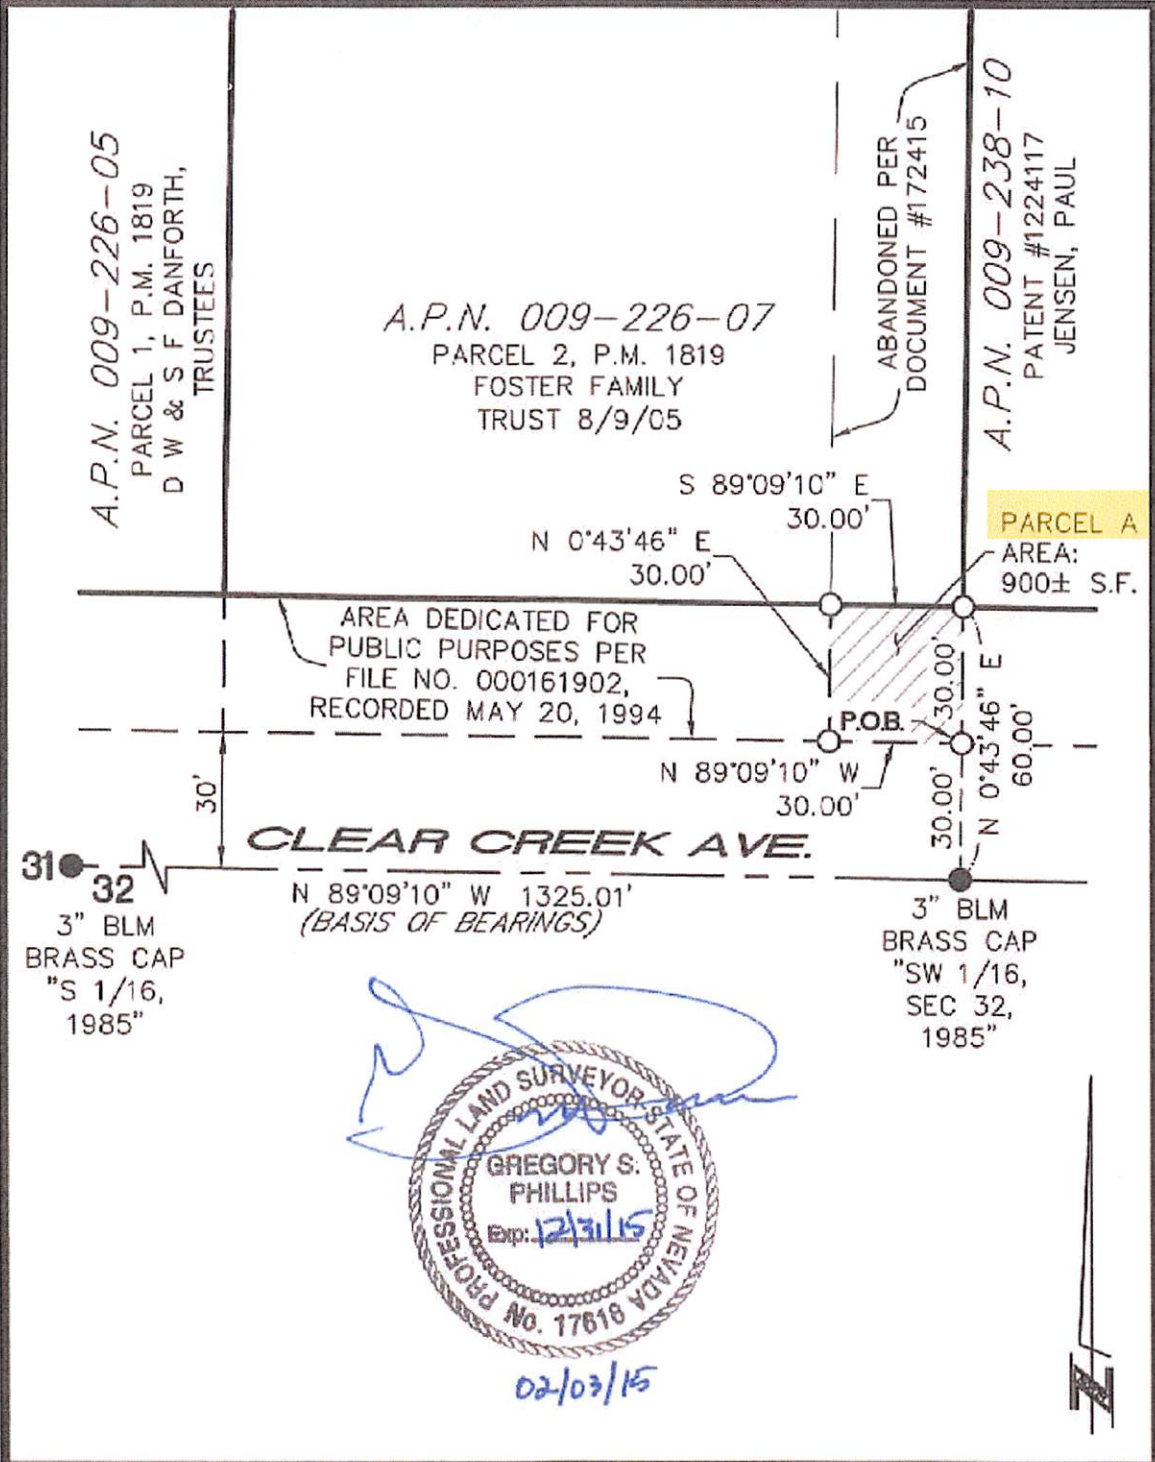 A.P.N. 009-226-05
PARCEL 1, P.M. 1819
D W & S F DANFORTH,
TRUSTEES
A.P.N. 009-226-07
PARCEL 2, P.M. 1819
FOSTER FAMILY
TRUST 8/9/05
ABANDONED PER
DOCUMENT #172415
A.P.N. 009-238-10
PATENT #1224117
JENSEN, PAUL
S 89°09'10" E
30.00'
N 0°43'46" E
30.00'
PARCEL A
AREA:
900± S.F.
AREA DEDICATED FOR
PUBLIC PURPOSES PER
FILE NO. 000161902,
RECORDED MAY 20, 1994
P.O.B.
30.00'
N 89°09'10" W
30.00'
30.00'
N 0°43'46" E
60.00'
30'
CLEAR CREEK AVE.
N 89°09'10" W 1325.01'
(BASIS OF BEARINGS)
31
32
3" BLM
BRASS CAP
"S 1/16,
1985"
3" BLM
BRASS CAP
"SW 1/16,
SEC 32,
1985"
PROFESSIONAL LAND SURVEYOR-STATE OF NEVADA
GREGORY S.
PHILLIPS
Exp: 12/31/15
No. 17616
02/03/15
N